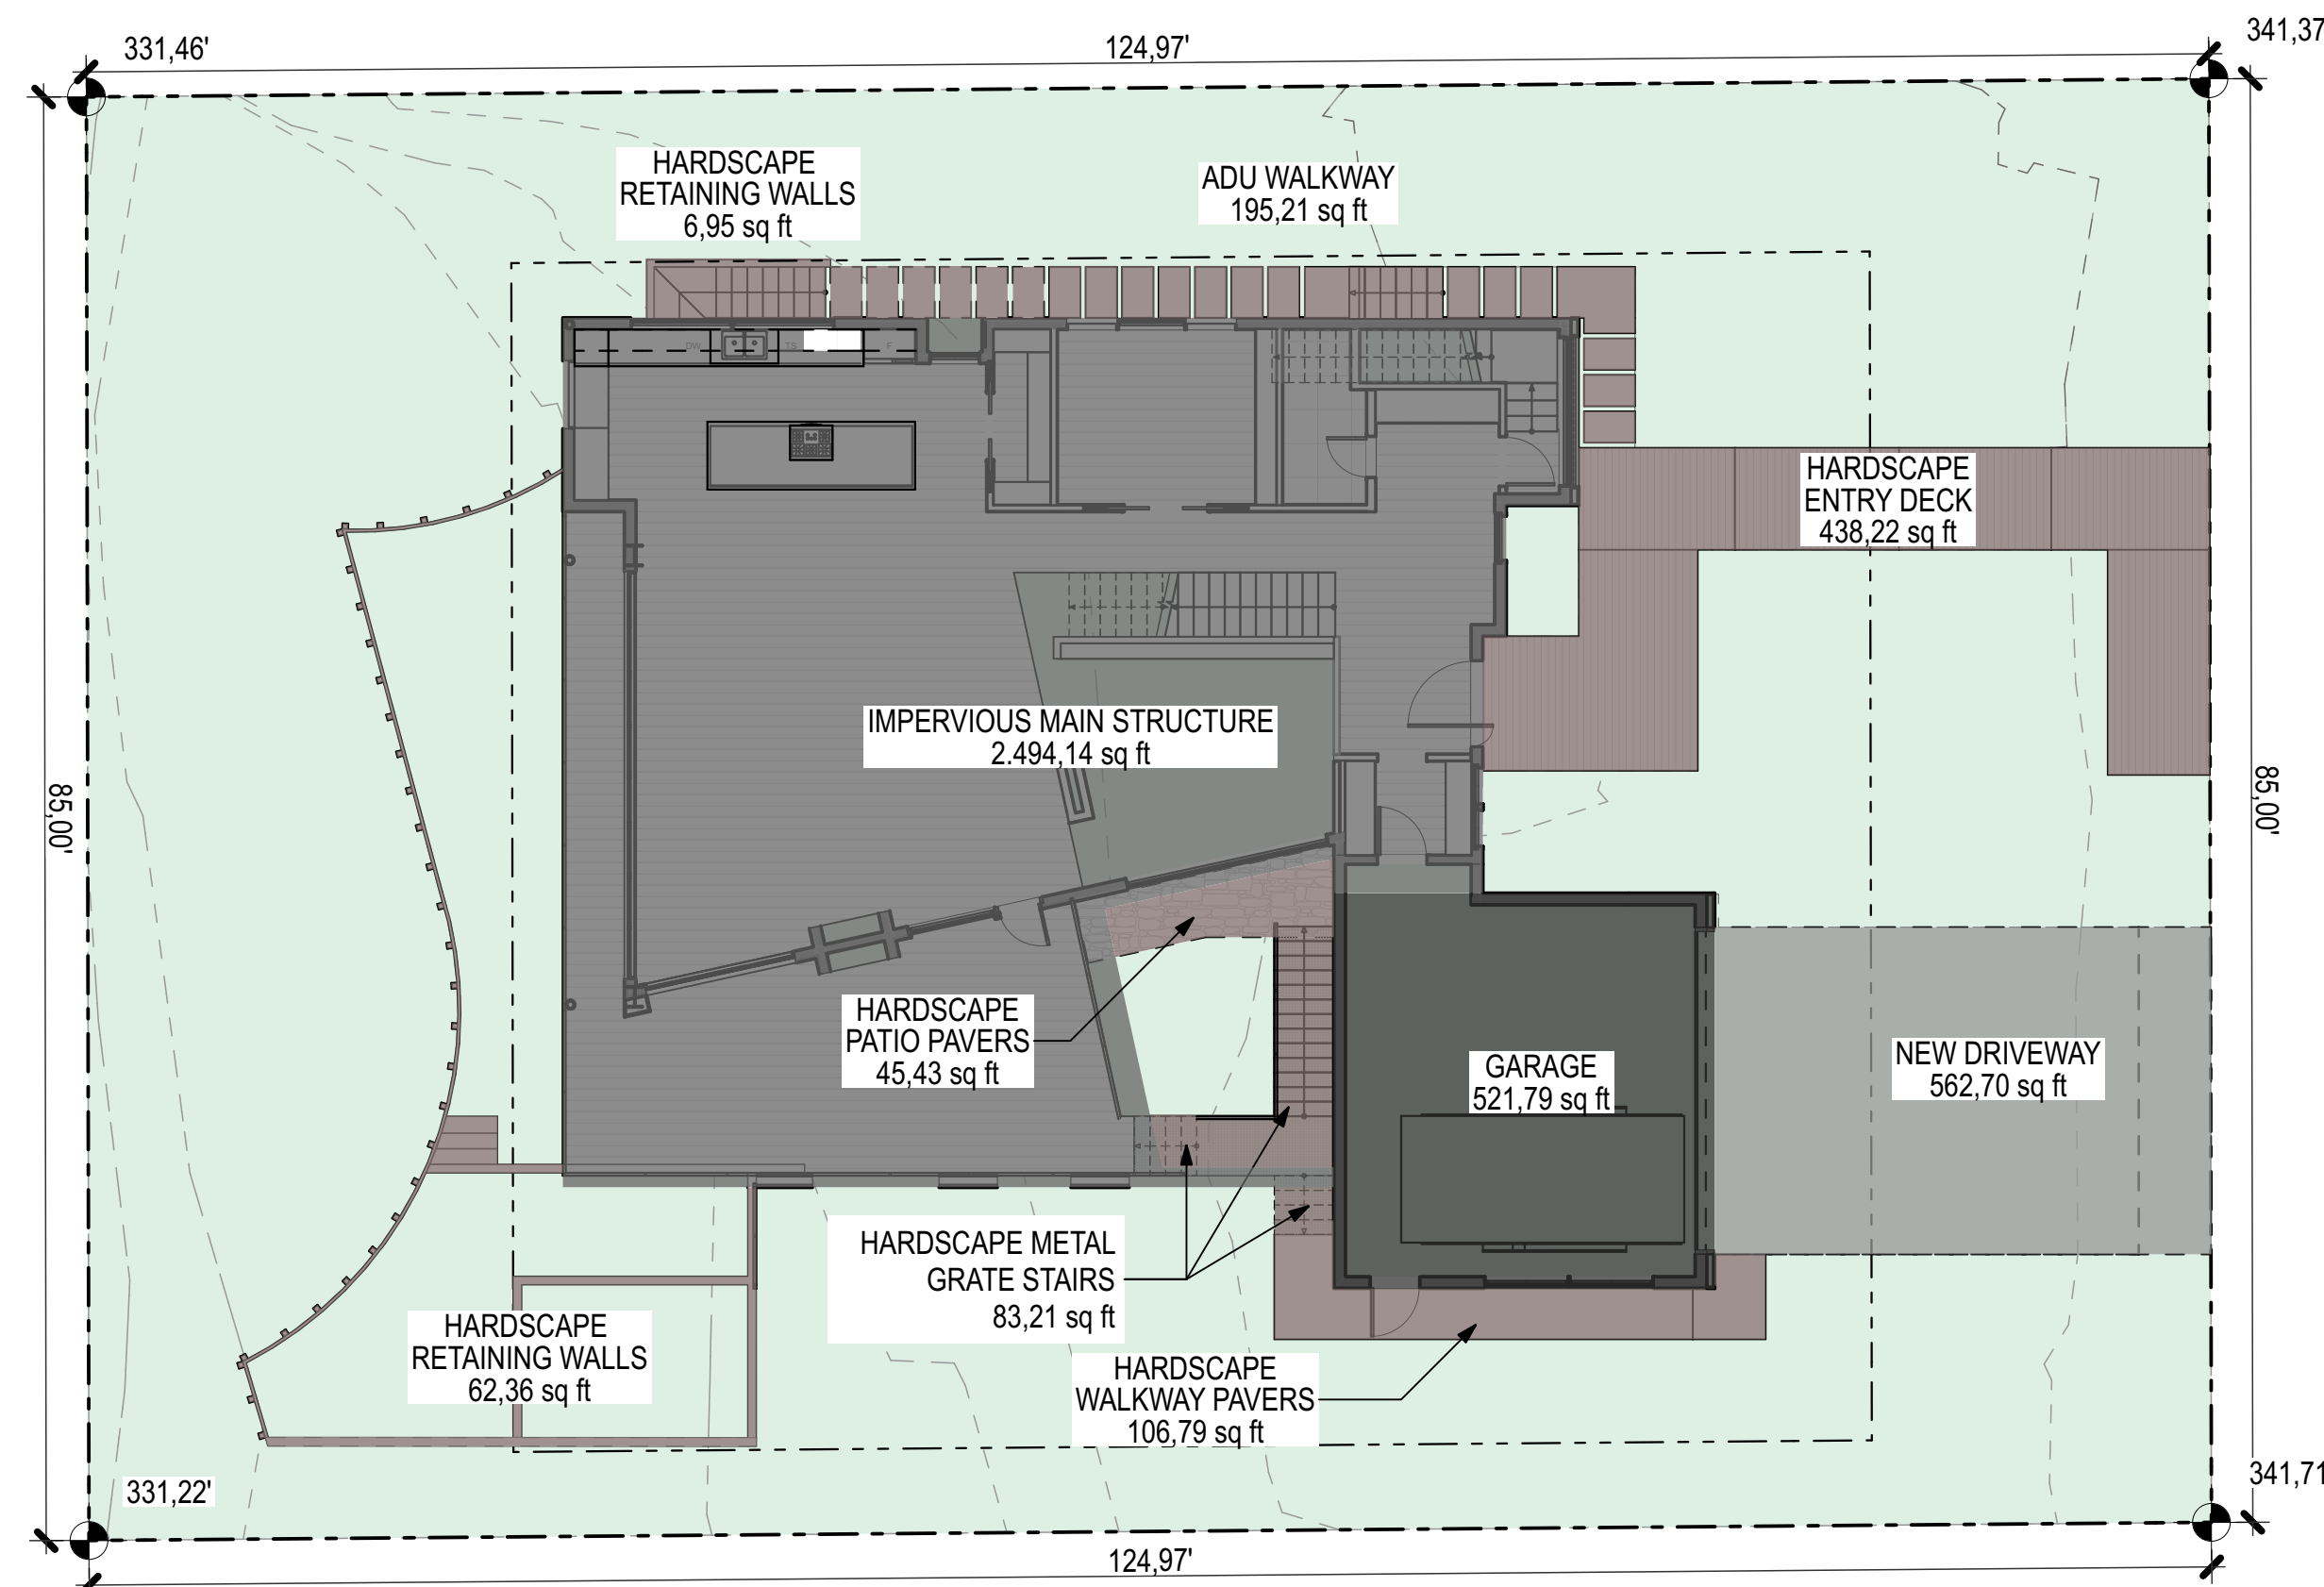 331,46'
124,97'
341,37
HARDSCAPE
RETAINING WALLS
6,95 sq ft
ADU WALKWAY
195,21 sq ft
DW
TS
F
HARDSCAPE
ENTRY DECK
438,22 sq ft
IMPERVIOUS MAIN STRUCTURE
2.494,14 sq ft
85,00'
85,00'
HARDSCAPE
PATIO PAVERS
45,43 sq ft
GARAGE
521,79 sq ft
NEW DRIVEWAY
562,70 sq ft
HARDSCAPE METAL
GRATE STAIRS
83,21 sq ft
HARDSCAPE
RETAINING WALLS
62,36 sq ft
HARDSCAPE
WALKWAY PAVERS
106,79 sq ft
331,22'
341,71
124,97'